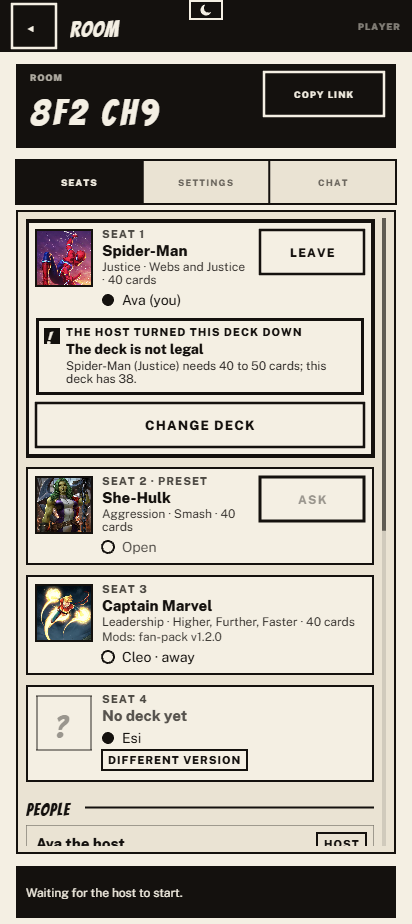 ◂ ROOM PLAYER
ROOM
8F2 CH9
COPY LINK
SEATS SETTINGS CHAT
SEAT 1
Spider-Man
Justice · Webs and Justice
· 40 cards
Ava (you)
LEAVE
! THE HOST TURNED THIS DECK DOWN
The deck is not legal
Spider-Man (Justice) needs 40 to 50 cards; this
deck has 38.
CHANGE DECK
SEAT 2 · PRESET
She-Hulk
Aggression · Smash · 40
cards
Open
ASK
SEAT 3
Captain Marvel
Leadership · Higher, Further, Faster · 40 cards
Mods: fan-pack v1.2.0
Cleo · away
?
SEAT 4
No deck yet
Esi
DIFFERENT VERSION
PEOPLE
Ava the host HOST
Waiting for the host to start.